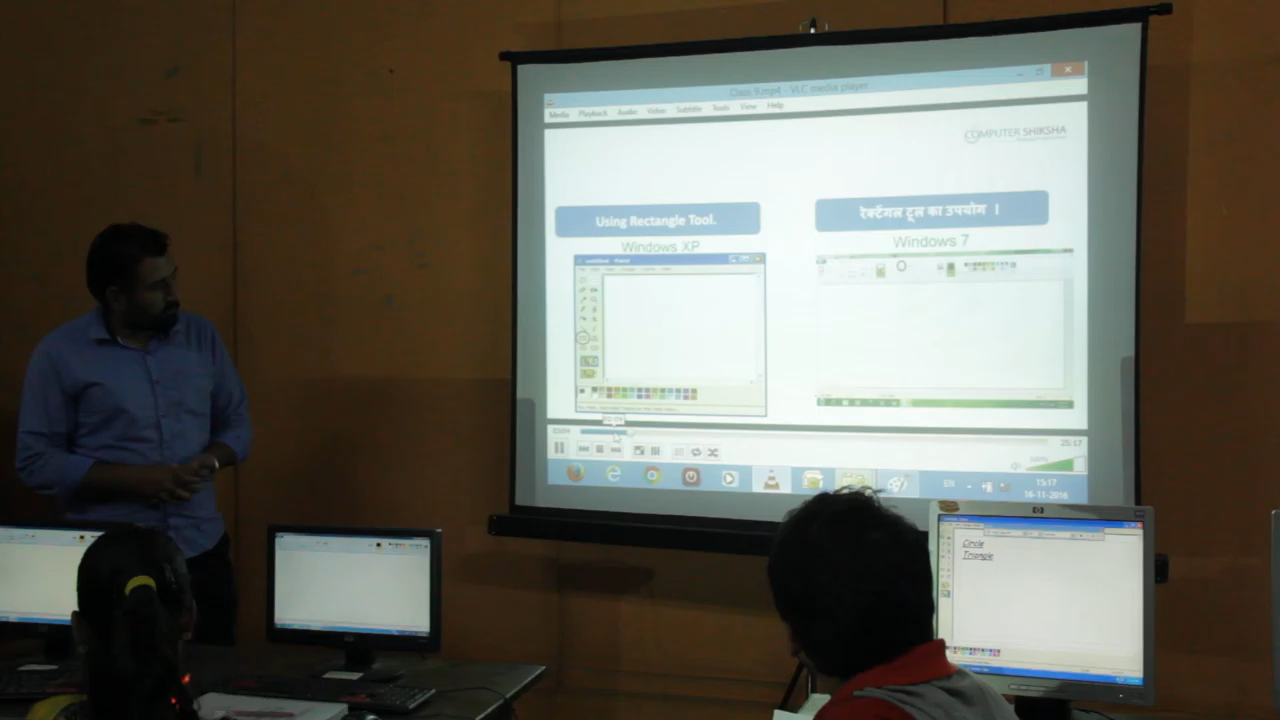 Class 9.mp4 - VLC media player
Media Playback Audio Video Subtitle Tools View Help
COMPUTER SHIKSHA
Using Rectangle Tool.
रेक्टेंगल टूल का उपयोग ।
Windows XP
Windows 7
25:17
100%
EN
15:17
16-11-2016
Circle
Triangle